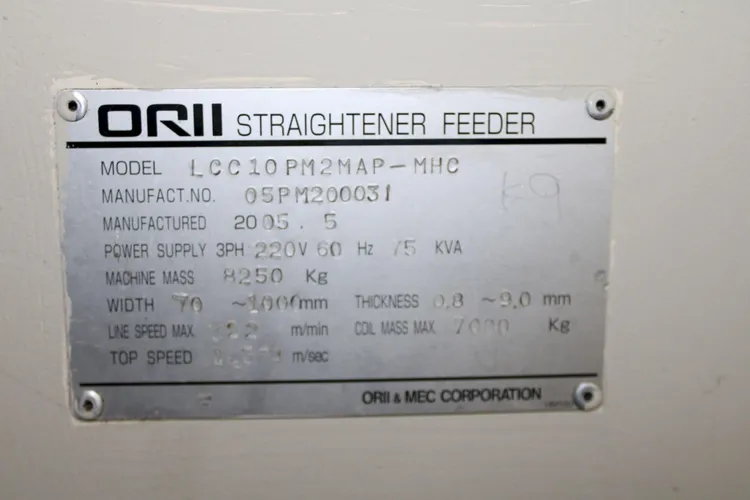 ORII STRAIGHTENER FEEDER
MODEL LCC10PM2MAP-MHC
MANUFACT.NO. 05PM200031
MANUFACTURED 2005.5
POWER SUPPLY 3PH 220V 60 Hz 75 KVA
MACHINE MASS 8250 Kg
WIDTH 70 ~1000mm THICKNESS 0.8 ~9.0 mm
LINE SPEED MAX. m/min COIL MASS MAX. 7000 Kg
TOP SPEED m/sec
ORII & MEC CORPORATION